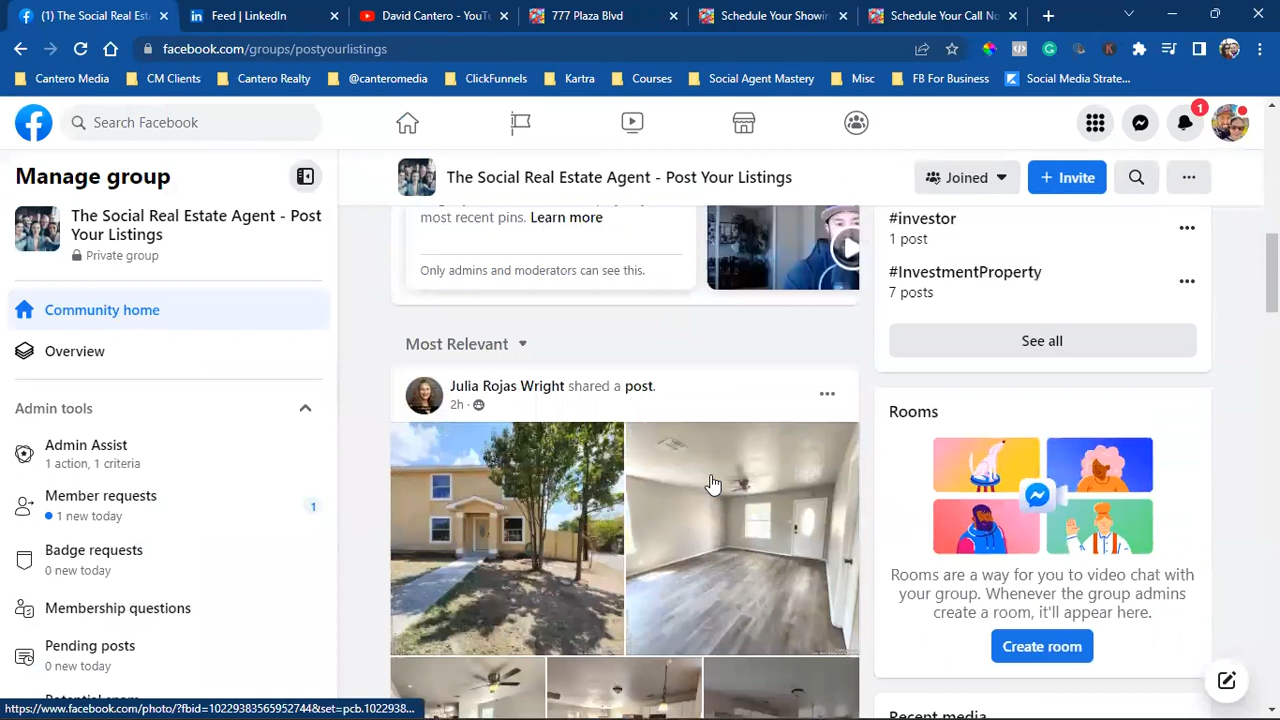 (1) The Social Real Esta
Feed | LinkedIn
David Cantero - YouTu
777 Plaza Blvd
Schedule Your Showin
Schedule Your Call No
facebook.com/groups/postyourlistings
Cantero Media
CM Clients
Cantero Realty
@canteromedia
ClickFunnels
Kartra
Courses
Social Agent Mastery
Misc
FB For Business
Social Media Strate...
Search Facebook
1
Manage group
The Social Real Estate Agent - Post Your Listings
Joined
+ Invite
The Social Real Estate Agent - Post
Your Listings
Private group
most recent pins. Learn more
Only admins and moderators can see this.
#investor
1 post
#InvestmentProperty
7 posts
See all
Community home
Overview
Most Relevant
Julia Rojas Wright shared a post.
2h ·
Admin tools
Admin Assist
1 action, 1 criteria
Member requests
1 new today
1
Badge requests
0 new today
Membership questions
Pending posts
0 new today
Rooms
Rooms are a way for you to video chat with
your group. Whenever the group admins
create a room, it'll appear here.
Create room
Recent media
https://www.facebook.com/photo/?fbid=10229383565952744&set=pcb.1022938...